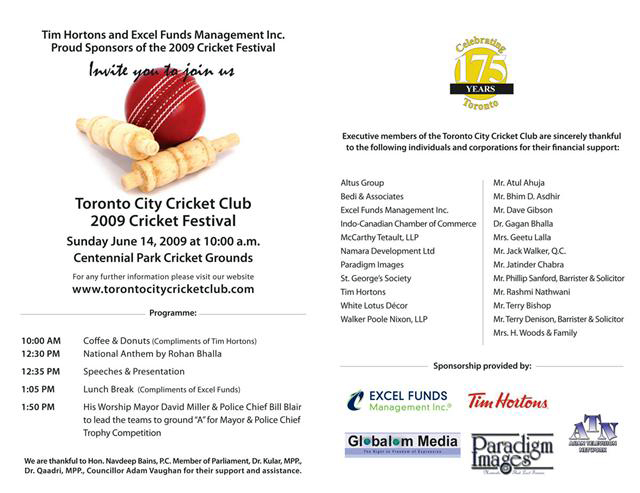 Tim Hortons and Excel Funds Management Inc.
Proud Sponsors of the 2009 Cricket Festival
Invite you to join us
Toronto City Cricket Club
2009 Cricket Festival
Sunday June 14, 2009 at 10:00 a.m.
Centennial Park Cricket Grounds
For any further information please visit our website
www.torontocitycricketclub.com
Programme:
10:00 AM Coffee & Donuts (Compliments of Tim Hortons)
12:30 PM National Anthem by Rohan Bhalla
12:35 PM Speeches & Presentation
1:05 PM Lunch Break (Compliments of Excel Funds)
1:50 PM His Worship Mayor David Miller & Police Chief Bill Blair
to lead the teams to ground "A" for Mayor & Police Chief
Trophy Competition
We are thankful to Hon. Navdeep Bains, P.C. Member of Parliament, Dr. Kular, MPP.,
Dr. Qaadri, MPP., Councillor Adam Vaughan for their support and assistance.
Celebrating
175
YEARS
Toronto
Executive members of the Toronto City Cricket Club are sincerely thankful
to the following individuals and corporations for their financial support:
Altus Group
Bedi & Associates
Excel Funds Management Inc.
Indo-Canadian Chamber of Commerce
McCarthy Tetault, LLP
Namara Development Ltd
Paradigm Images
St. George's Society
Tim Hortons
White Lotus Décor
Walker Poole Nixon, LLP
Mr. Atul Ahuja
Mr. Bhim D. Asdhir
Mr. Dave Gibson
Dr. Gagan Bhalla
Mrs. Geetu Lalla
Mr. Jack Walker, Q.C.
Mr. Jatinder Chabra
Mr. Phillip Sanford, Barrister & Solicitor
Mr. Rashmi Nathwani
Mr. Terry Bishop
Mr. Terry Denison, Barrister & Solicitor
Mrs. H. Woods & Family
Sponsorship provided by:
EXCEL FUNDS
Management Inc.®
Tim Hortons
Globalom Media
The Right to Freedom of Expression
Paradigm
Images
ATN
ASIAN TELEVISION
NETWORK